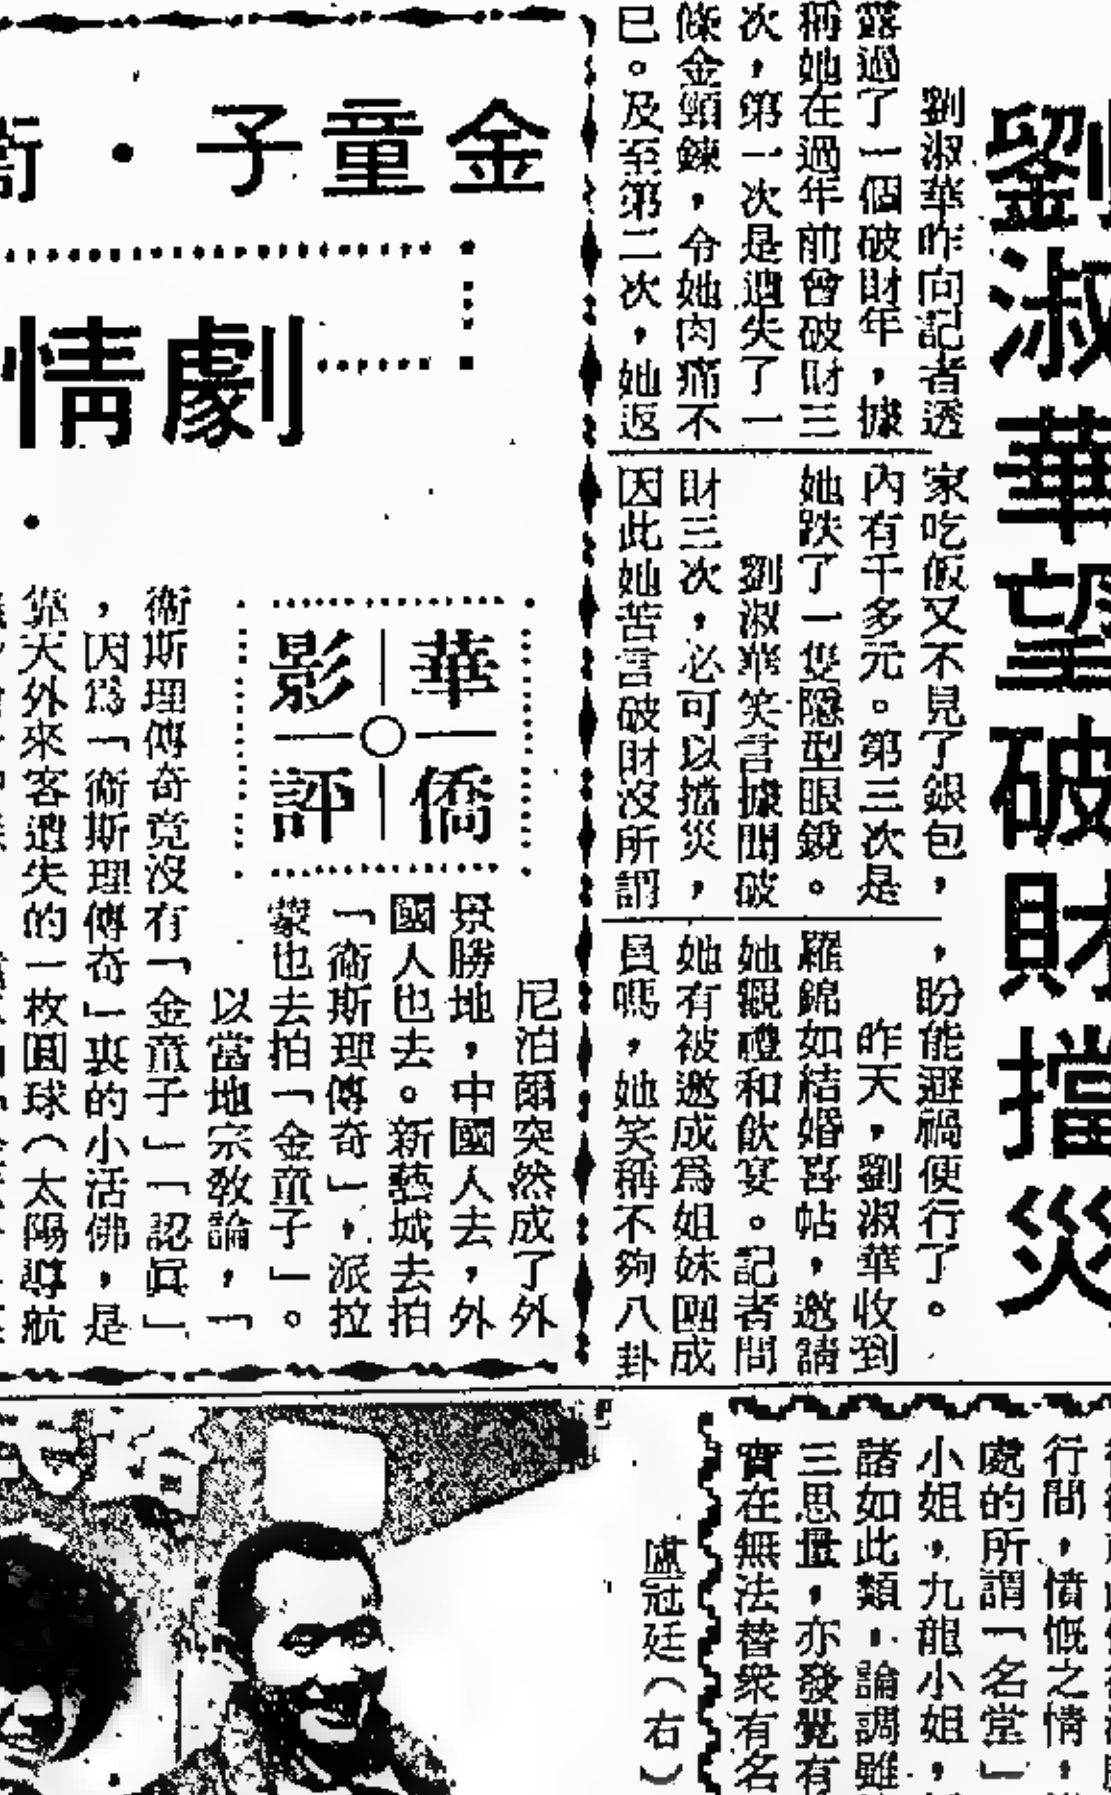 劉淑華望破財擋災
劉淑華昨向記者透
露過了一個破財年，據
稱她在過年前曾破財三
次，第一次是遺失了一
條金頸鍊，令她肉痛不
已。及至第二次，她返
家吃飯又不見了銀包，
內有千多元。第三次是
她跌了一隻隱型眼鏡。
劉淑華笑言據聞破
財三次，必可以擋災，
因此她苦言破財沒所謂
，盼能避禍便行了。
昨天，劉淑華收到
羅錦如結婚喜帖，邀請
她觀禮和飲宴。記者問
她有被邀成爲姐妹團成
員嗎，她笑稱不夠八卦
金童子・衞
劇情
華僑
影評
尼泊爾突然成了外
景勝地，中國人去，外
國人也去。新藝城去拍
「衞斯理傳奇」，派拉
蒙也去拍「金童子」。
以當地宗敎論，「
衞斯理傳奇竟沒有「金童子」「認眞」
，因爲「衞斯理傳奇」裏的小活佛，是
靠天外來客遺失的一枚圓球（太陽導航
行間，憤慨之情，
處的所謂「名堂」
小姐，九龍小姐，
諸如此類，論調雖
三思量，亦發覺有
實在無法替衆有名
盧冠廷（右）